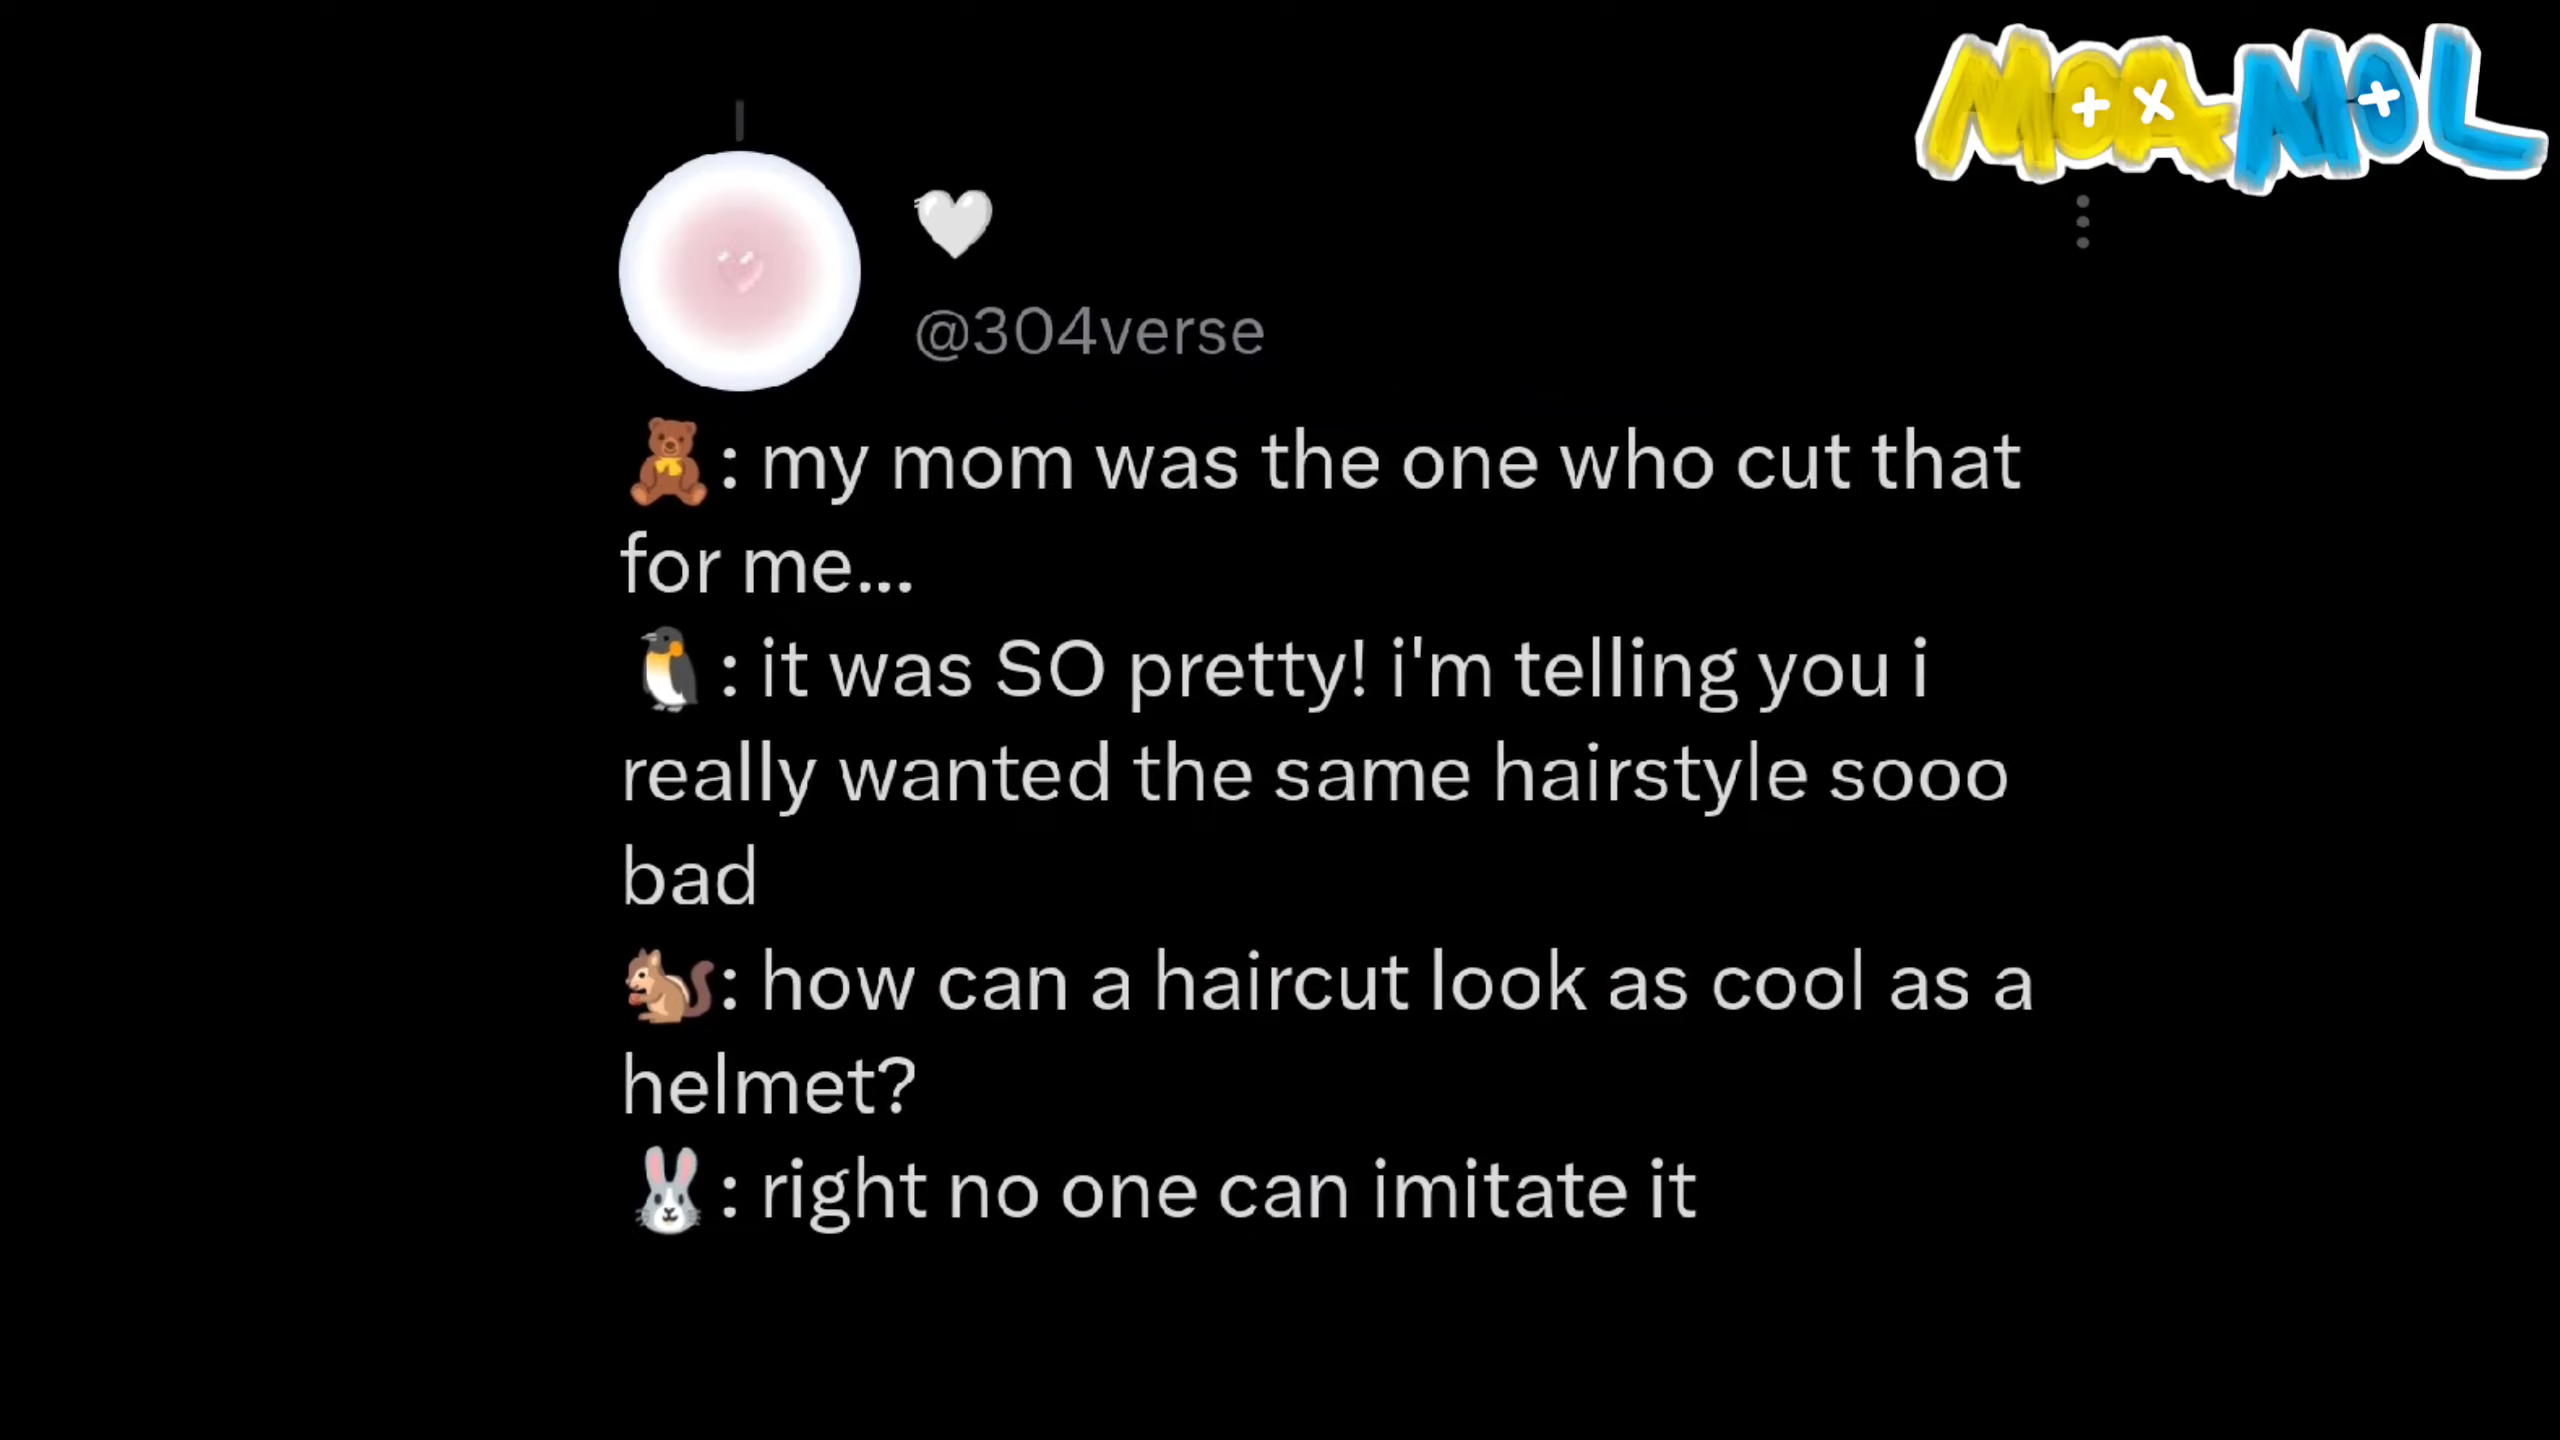 MOA MOL
🤍
@304verse
🧸: my mom was the one who cut that
for me...
🐧: it was SO pretty! i'm telling you i
really wanted the same hairstyle sooo
bad
🐿️: how can a haircut look as cool as a
helmet?
🐰: right no one can imitate it